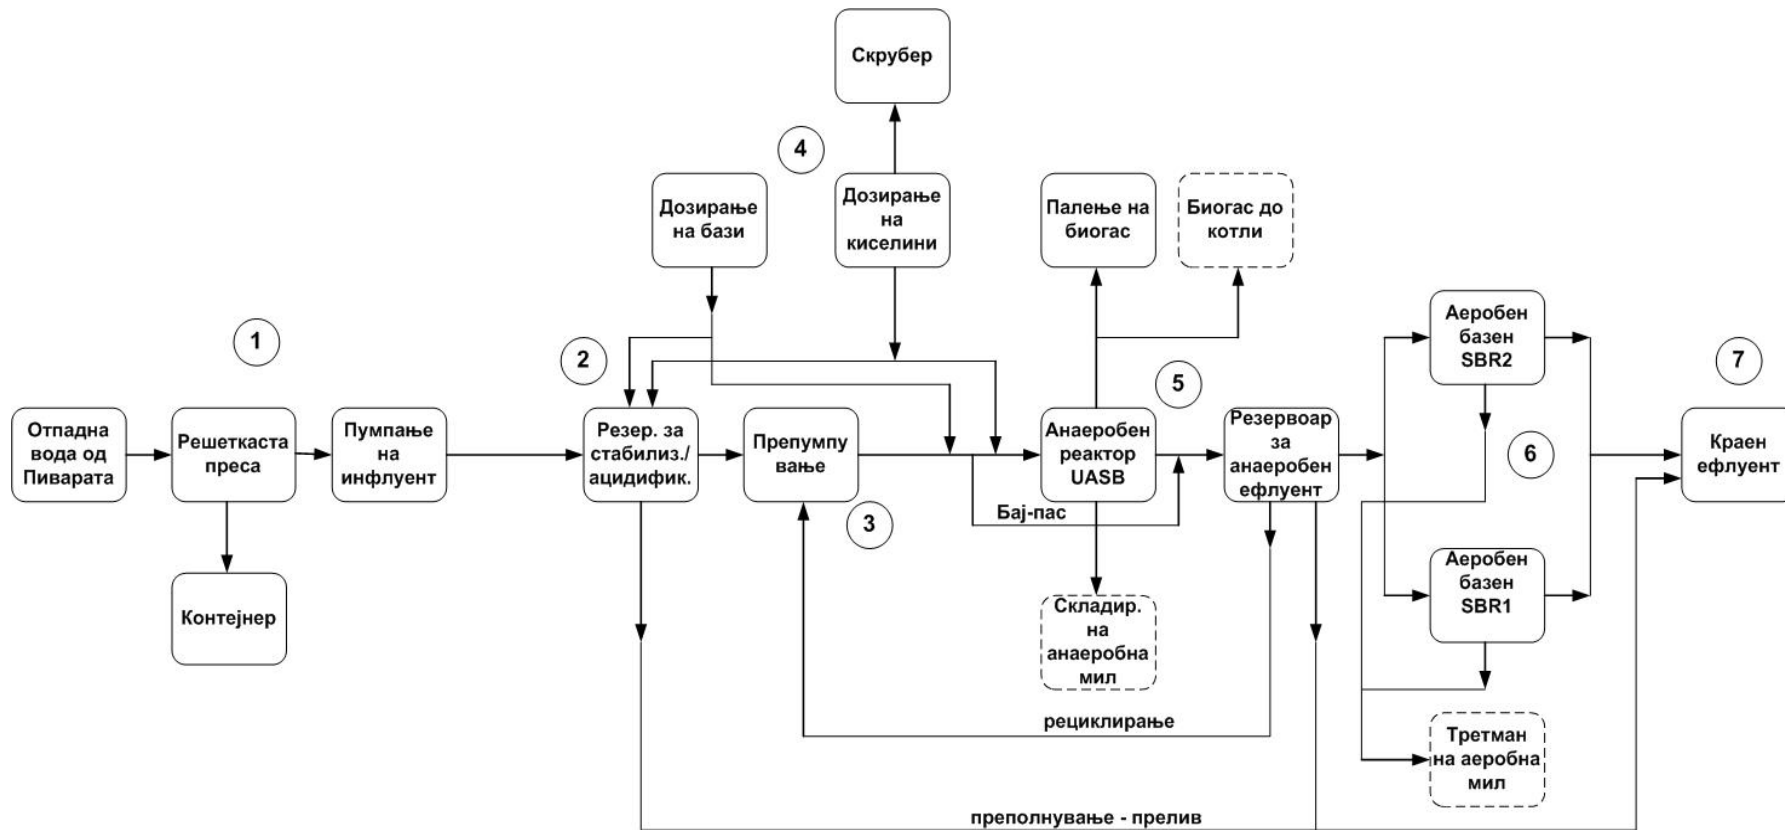 Скрубер
4
Дозирање
на бази
Дозирање
на
киселини
Палење на
биогас
Биогас до
котли
1
2
5
7
Аеробен
базен
SBR2
Отпадна
вода од
Пиварата
Решеткаста
преса
Пумпање
на
инфлуент
Резер. за
стабилиз./
ацидифик.
Препумпу
вање
Анаеробен
реактор
UASB
Резервоар
за
анаеробен
ефлуент
6
Краен
ефлуент
3
Бај-пас
Контејнер
Складир.
на
анаеробна
мил
Аеробен
базен
SBR1
рециклирање
Третман
на аеробна
мил
преполнување - прелив